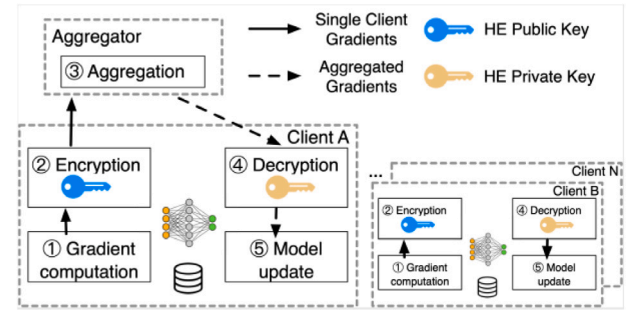 Aggregator
③ Aggregation
Single Client
Gradients
HE Public Key
Aggregated
Gradients
HE Private Key
Client A
② Encryption
④ Decryption
① Gradient
computation
⑤ Model
update
...
Client N
Client B
② Encryption
④ Decryption
① Gradient
computation
⑤ Model
update